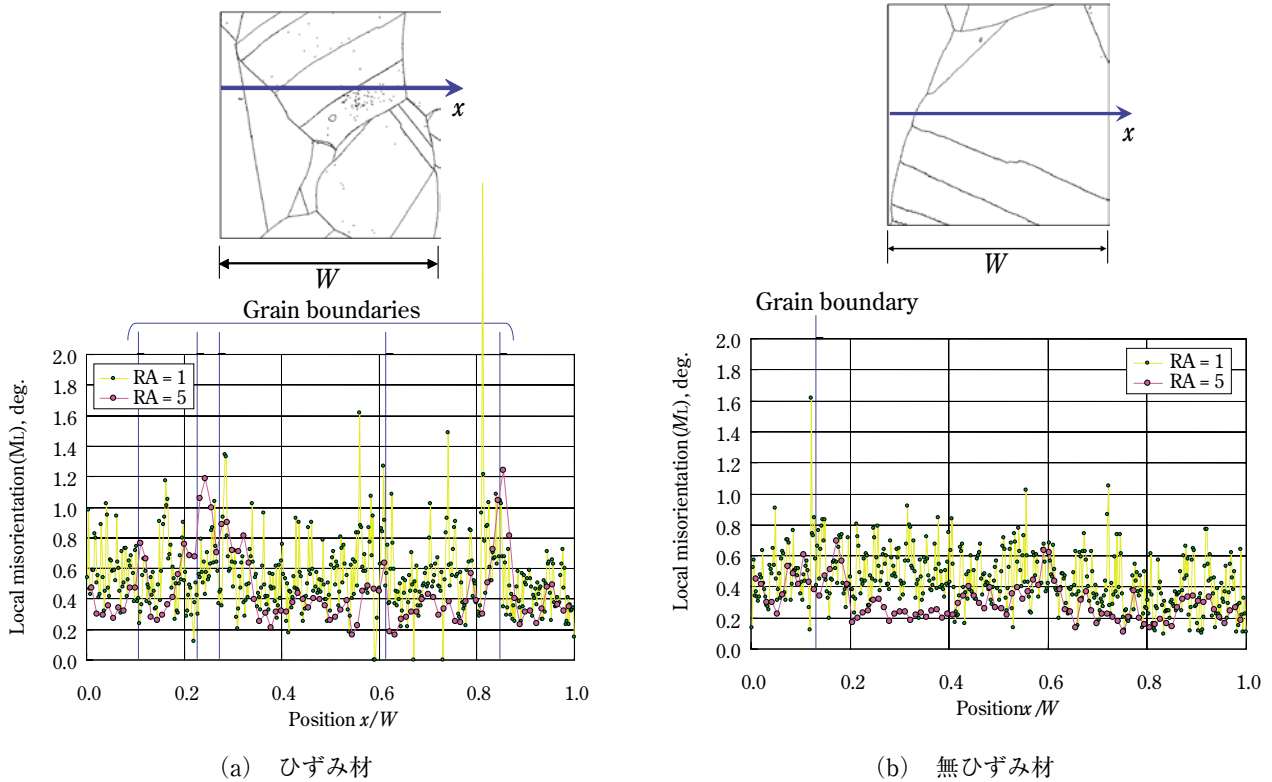 x
W
Grain boundaries
2.0
1.8
1.6
1.4
1.2
1.0
0.8
0.6
0.4
0.2
0.0
Local misorientation(ML), deg.
RA = 1
RA = 5
0.0 0.2 0.4 0.6 0.8 1.0
Position x/W
(a) ひずみ材
x
W
Grain boundary
2.0
1.8
1.6
1.4
1.2
1.0
0.8
0.6
0.4
0.2
0.0
Local misorientation(ML), deg.
RA = 1
RA = 5
0.0 0.2 0.4 0.6 0.8 1.0
Positionx/W
(b) 無ひずみ材